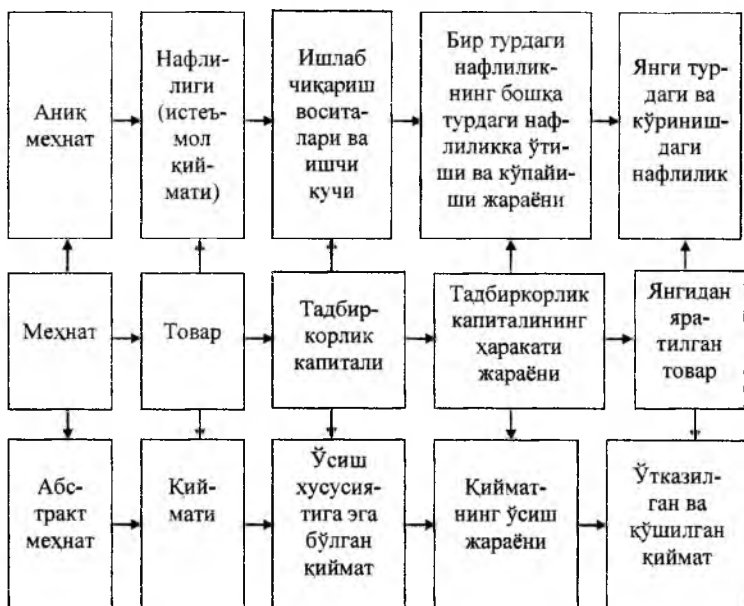 Аниқ
меҳнат
Нафли-
лиги
(истеъ-
мол
қий-
мати)
Ишлаб
чиқариш
восита-
лари ва
ишчи
кучи
Бир турдаги
нафлилик-
нинг бошқа
турдаги наф-
лиликка ўти-
ши ва кўпайи-
ши жараёни
Янги тур-
даги ва
кўриниш-
даги
нафлилик
Меҳнат
Товар
Тадбир-
корлик
капитали
Тадбиркорлик
капиталининг
ҳаракати
жараёни
Янгидан
яра-
тилган
товар
Абс-
тракт
меҳнат
Қий-
мати
Ўсиш
хусусия-
тига эга
бўлган
қиймат
Қиймат-
нинг ўсиш
жараёни
Ўтказил-
ган ва
қўшилган
қиймат